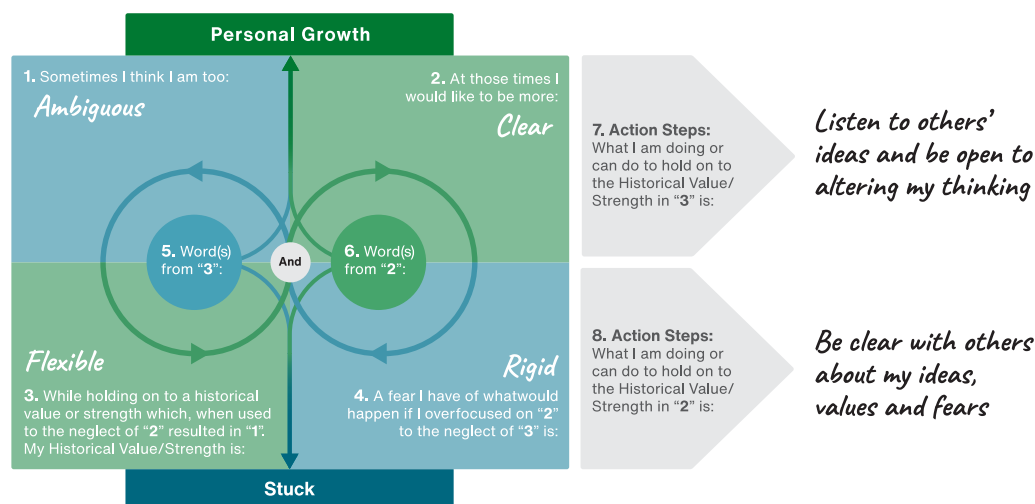 Personal Growth
1. Sometimes I think I am too:
Ambiguous
2. At those times I
would like to be more:
Clear
5. Word(s)
from “3”:
And
6. Word(s)
from “2”:
Flexible
3. While holding on to a historical
value or strength which, when used
to the neglect of “2” resulted in “1”.
My Historical Value/Strength is:
Rigid
4. A fear I have of whatwould
happen if I overfocused on “2”
to the neglect of “3” is:
Stuck
7. Action Steps:
What I am doing or
can do to hold on to
the Historical Value/
Strength in “3” is:
Listen to others’
ideas and be open to
altering my thinking
8. Action Steps:
What I am doing or
can do to hold on to
the Historical Value/
Strength in “2” is:
Be clear with others
about my ideas,
values and fears